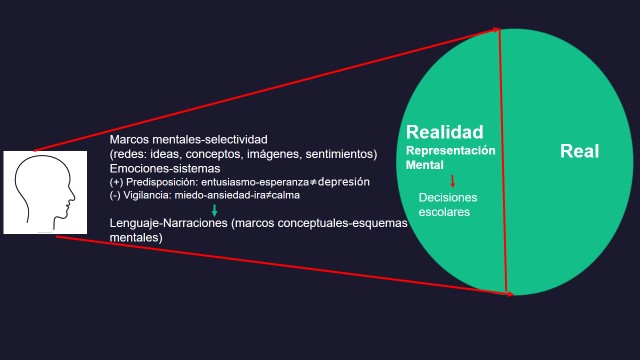 Marcos mentales-selectividad
(redes: ideas, conceptos, imágenes, sentimientos)
Emociones-sistemas
(+) Predisposición: entusiasmo-esperanza≠depresión
(-) Vigilancia: miedo-ansiedad-ira≠calma
Lenguaje-Narraciones (marcos conceptuales-esquemas
mentales)
Realidad
Representación
Mental
Decisiones
escolares
Real